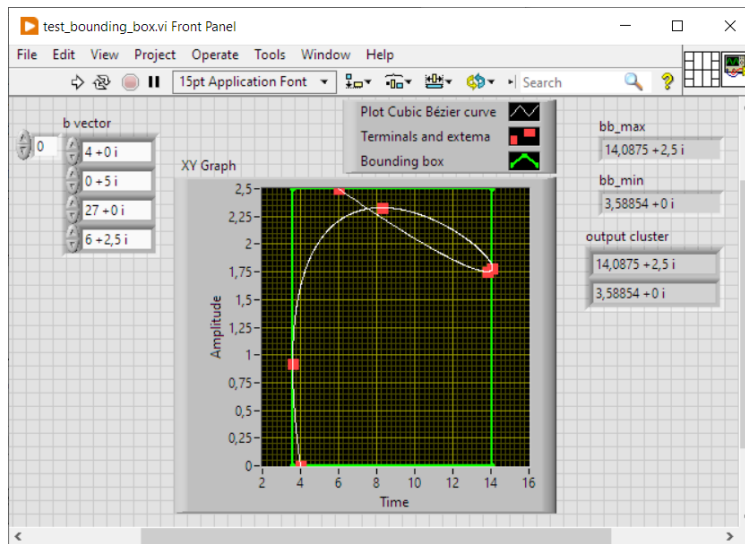 test_bounding_box.vi Front Panel
File Edit View Project Operate Tools Window Help
15pt Application Font
Search
b vector
0
4 +0 i
0 +5 i
27 +0 i
6 +2,5 i
Plot Cubic Bézier curve
Terminals and extema
Bounding box
XY Graph
2,5
2,25
2
1,75
1,5
1,25
1
0,75
0,5
0,25
0
Amplitude
2 4 6 8 10 12 14 16
Time
bb_max
14,0875 +2,5 i
bb_min
3,58854 +0 i
output cluster
14,0875 +2,5 i
3,58854 +0 i